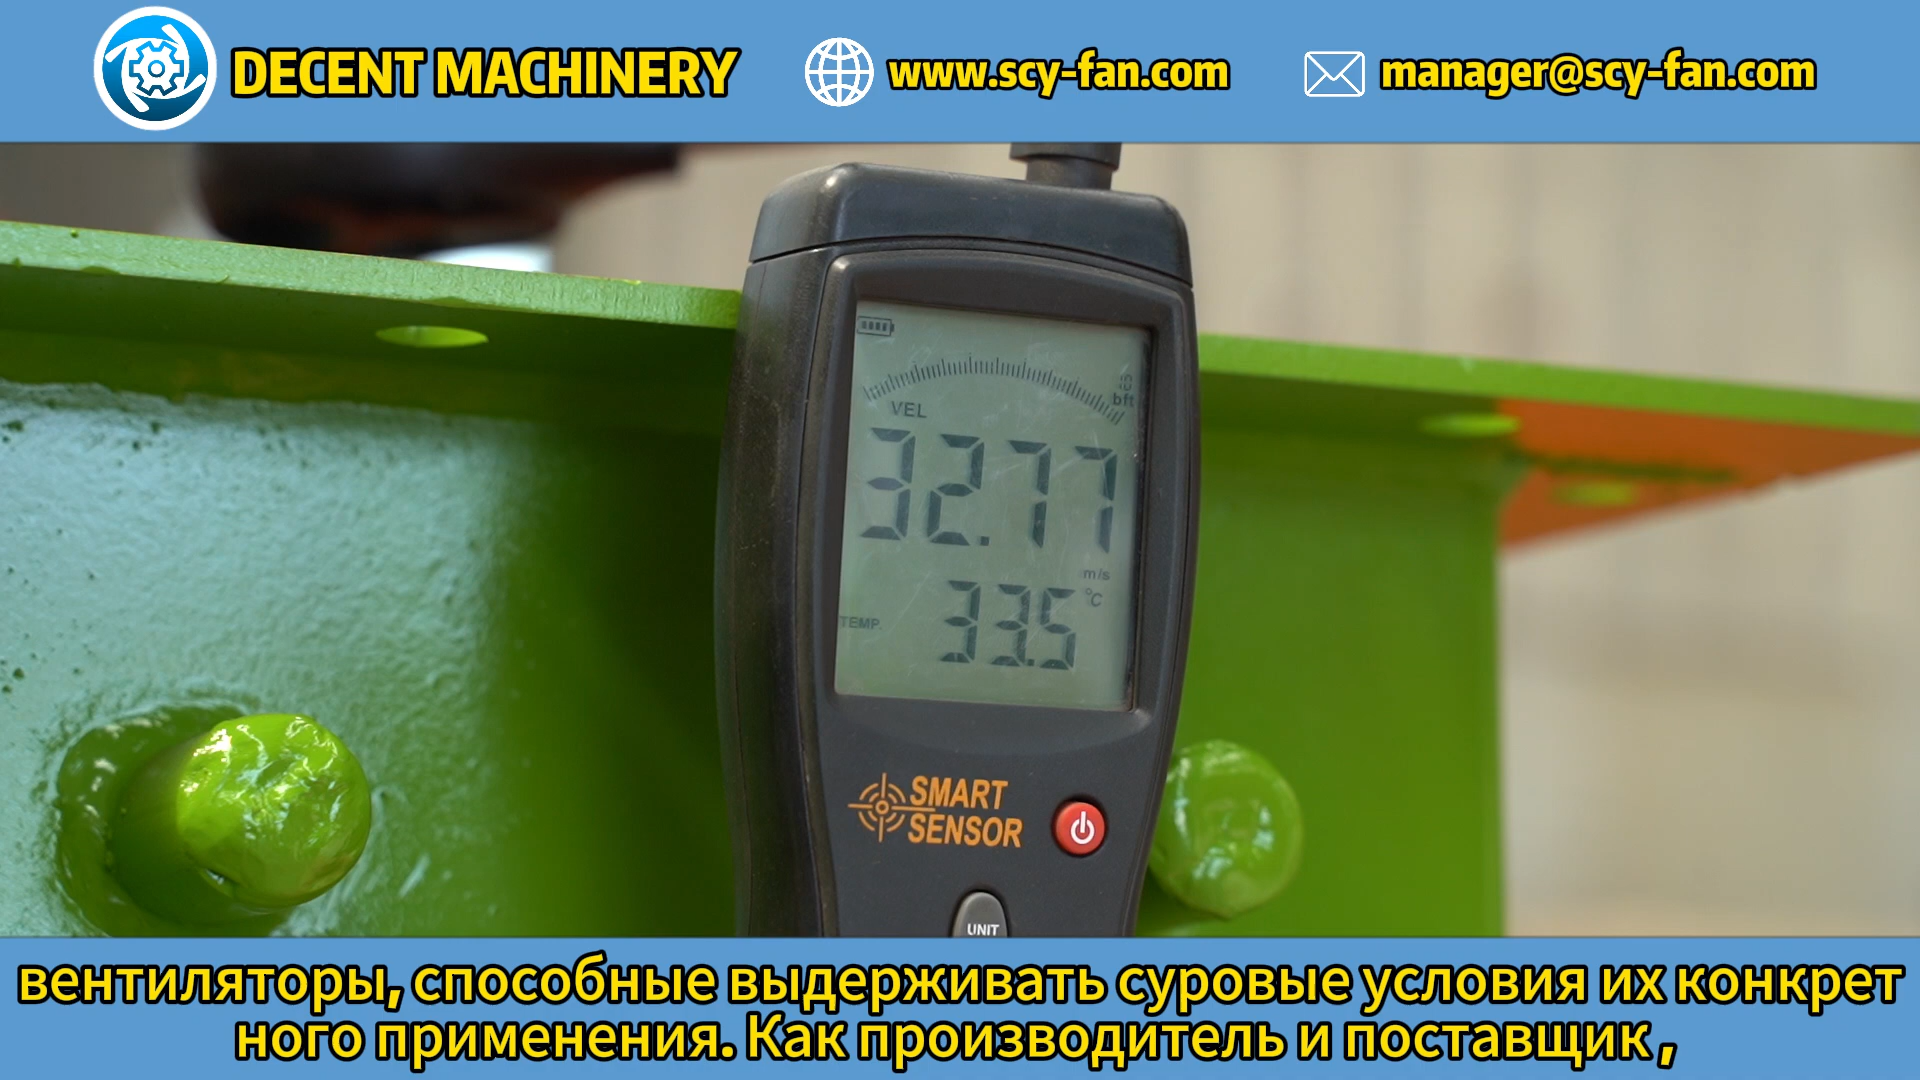 DECENT MACHINERY
www.scy-fan.com
manager@scy-fan.com
bft
VEL
32.77
m/s
33.5 °C
TEMP.
SMART
SENSOR
UNIT
вентиляторы, способные выдерживать суровые условия их конкрет
ного применения. Как производитель и поставщик ,